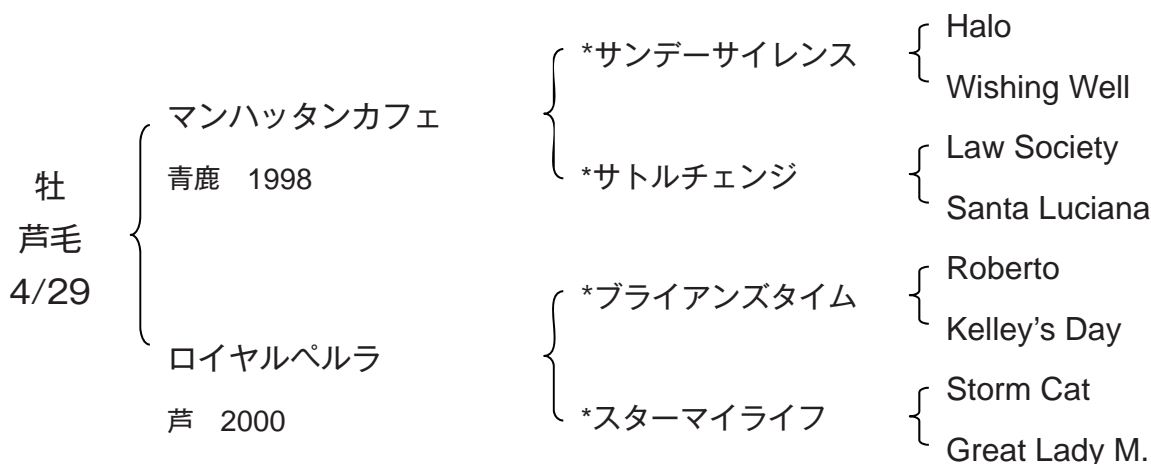 牡
芦毛
4/29
マンハッタンカフェ
青鹿 1998
ロイヤルペルラ
芦 2000
*サンデーサイレンス
*サトルチェンジ
*ブライアンズタイム
*スターマイライフ
Halo
Wishing Well
Law Society
Santa Luciana
Roberto
Kelley’s Day
Storm Cat
Great Lady M.